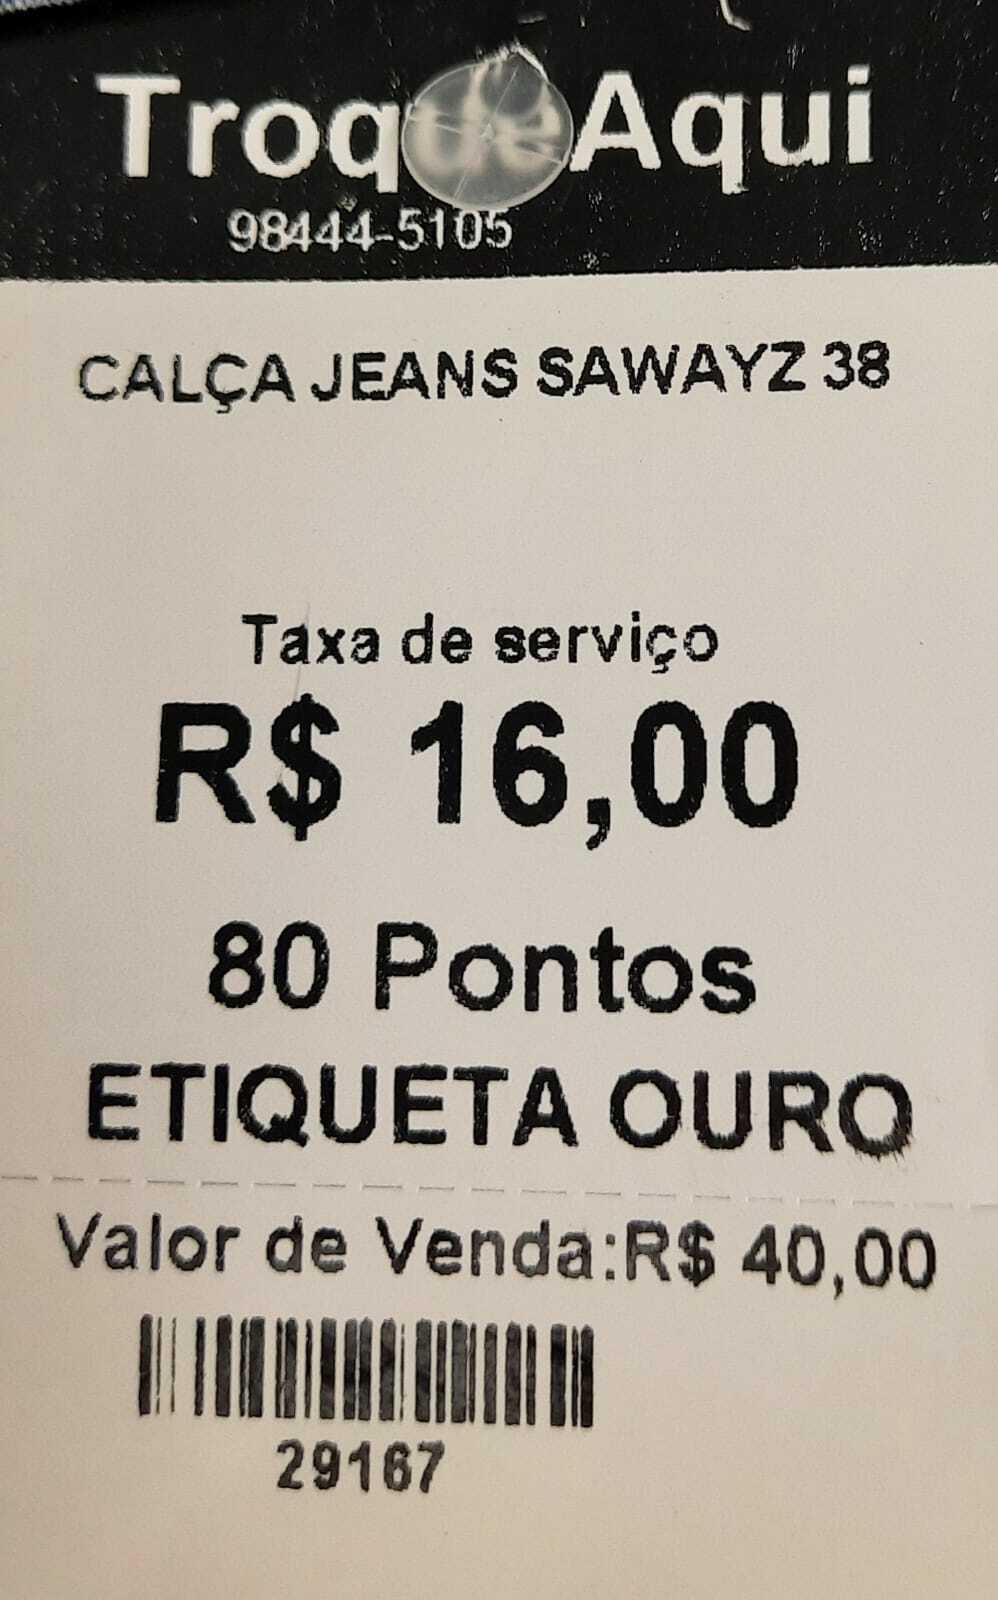 Troque Aqui
98444-5105
CALÇA JEANS SAWAYZ 38
Taxa de serviço
R$ 16,00
80 Pontos
ETIQUETA OURO
Valor de Venda:R$ 40,00
29167